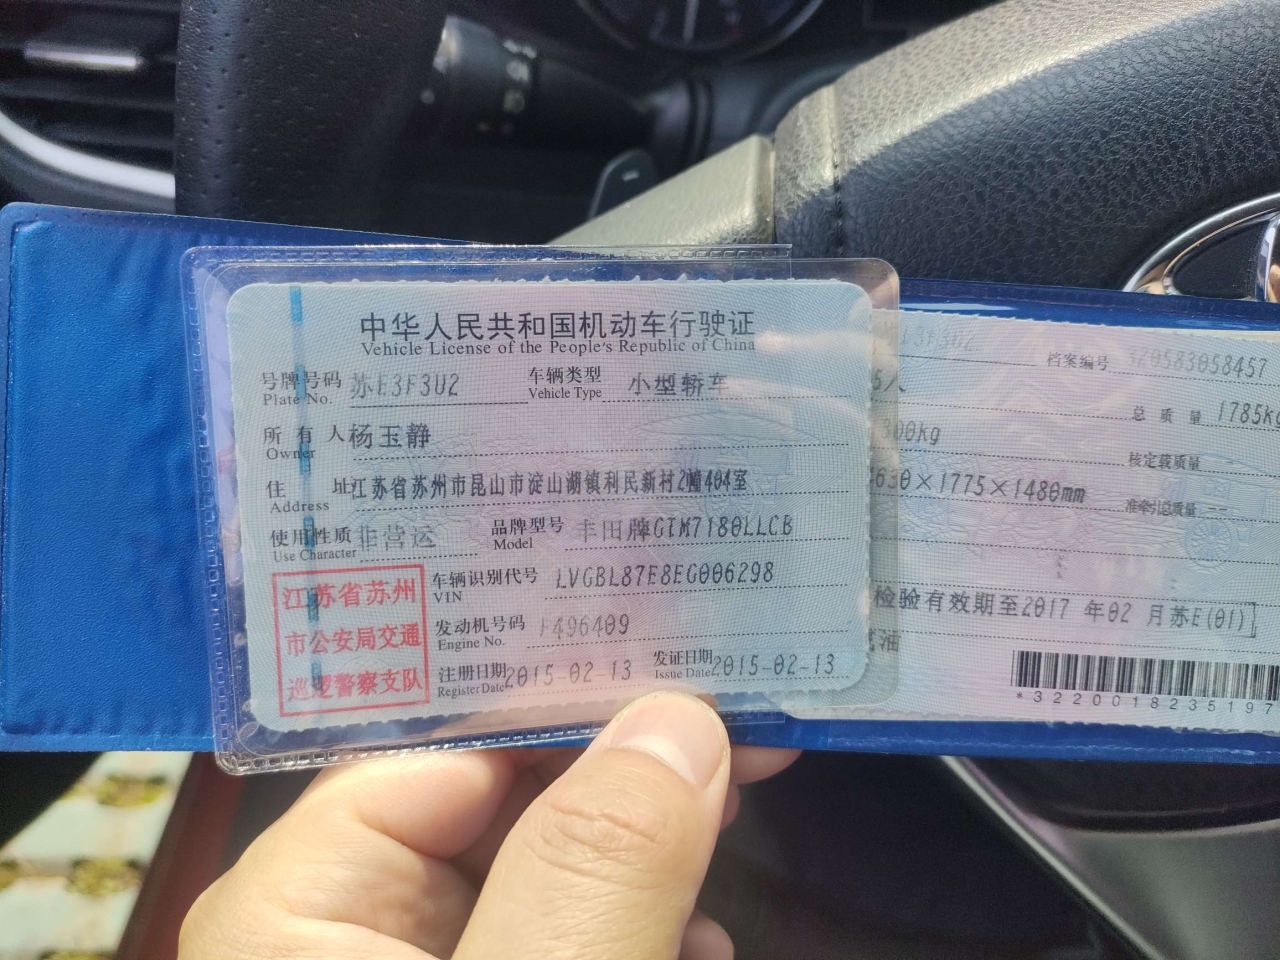 中华人民共和国机动车行驶证
Vehicle License of the People's Republic of China
号牌号码 苏E3F3U2 车辆类型 小型轿车
Plate No. Vehicle Type
所有人 杨玉静
Owner
住址 江苏省苏州市昆山市淀山湖镇利民新村2幢404室
Address
使用性质 非营运 品牌型号 丰田牌GTM7180LLCB
Use Character Model
江苏省苏州
市公安局交通
巡逻警察支队
车辆识别代号 LVGBL87E8EG006298
VIN
发动机号码 496409
Engine No.
注册日期 2015-02-13 发证日期 2015-02-13
Register Date Issue Date
档案编号 320583058457
5人 总质量 1785kg
300kg 核定载质量 --
4630×1775×1480mm 准牵引总质量 --
检验有效期至2017年02月苏E(01)
油
*3220018235197